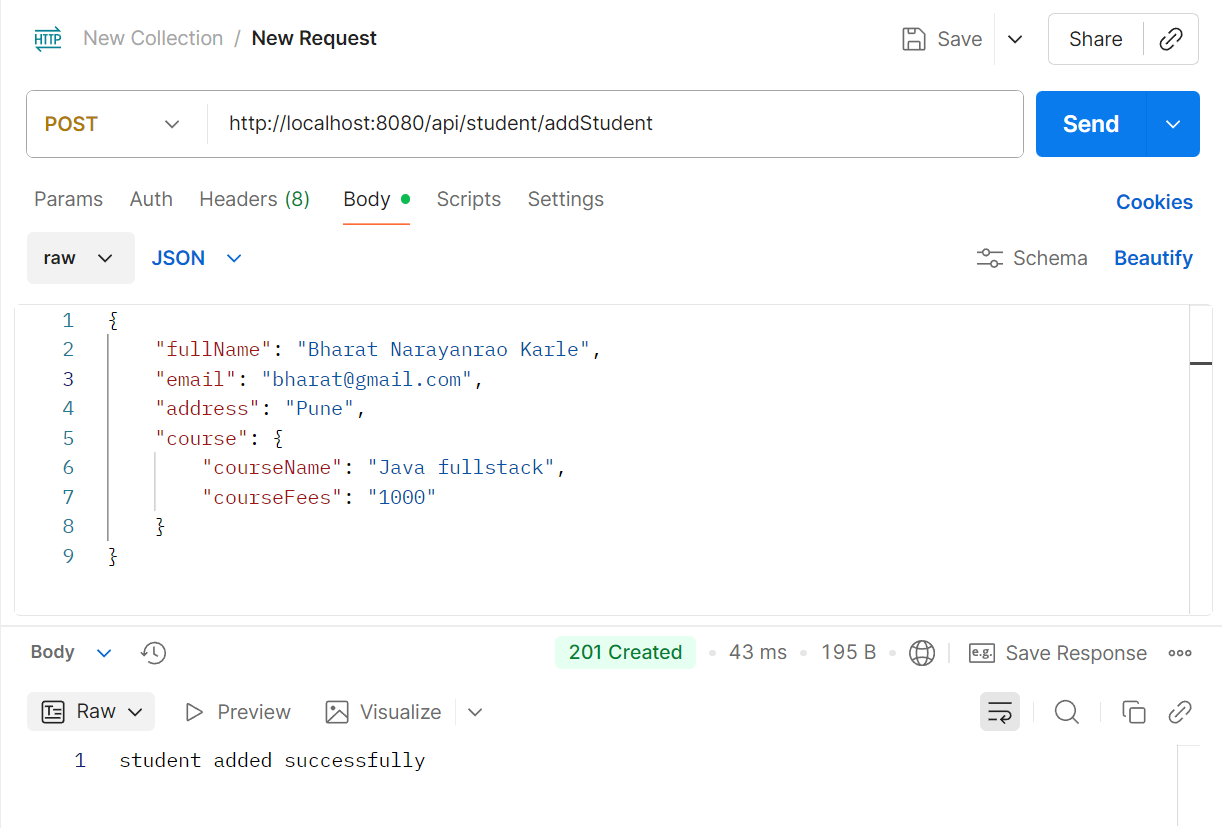 HTTP New Collection / New Request Save Share
POST http://localhost:8080/api/student/addStudent Send
Params Auth Headers (8) Body Scripts Settings Cookies
raw JSON Schema Beautify
1 {
2 "fullName": "Bharat Narayanrao Karle",
3 "email": "bharat@gmail.com",
4 "address": "Pune",
5 "course": {
6 "courseName": "Java fullstack",
7 "courseFees": "1000"
8 }
9 }
Body 201 Created • 43 ms • 195 B • e.g. Save Response
Raw Preview Visualize
1 student added successfully